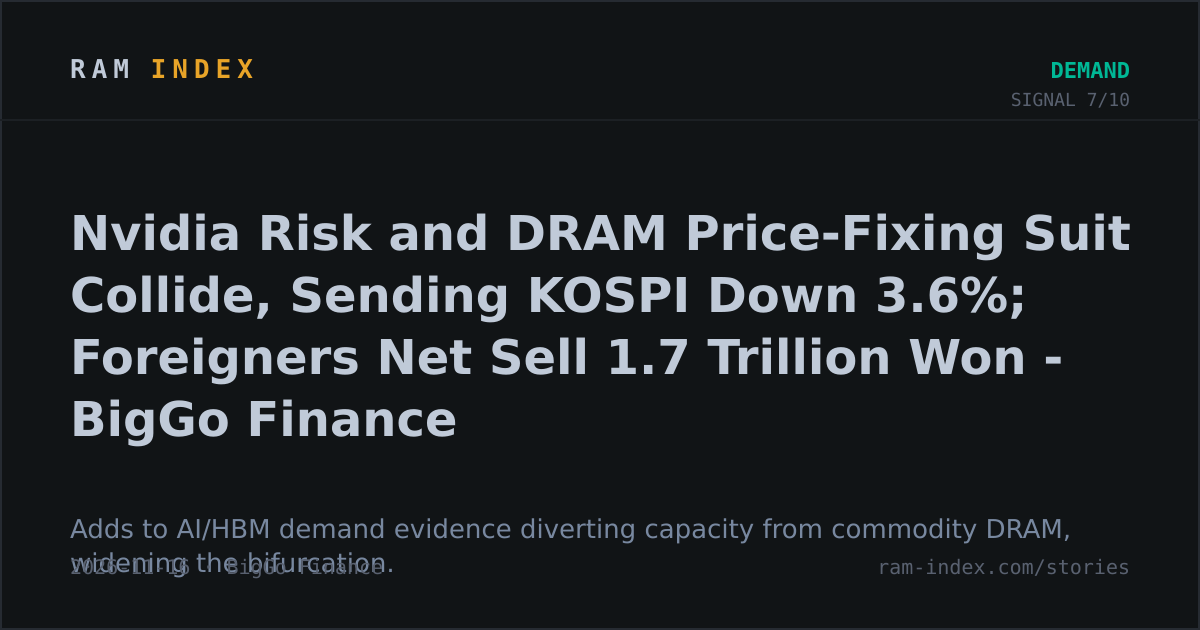 RAM INDEX
DEMAND
SIGNAL 7/10
Nvidia Risk and DRAM Price-Fixing Suit
Collide, Sending KOSPI Down 3.6%;
Foreigners Net Sell 1.7 Trillion Won -
BigGo Finance
Adds to AI/HBM demand evidence diverting capacity from commodity DRAM,
widening the bifurcation.
BigGo Finance
ram-index.com/stories